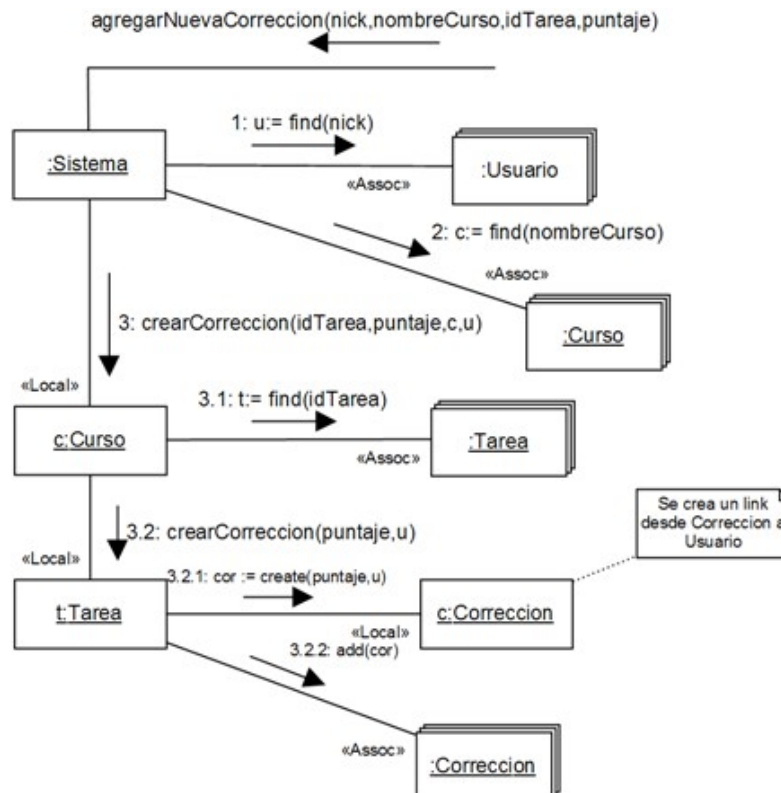 agregarNuevaCorreccion(nick,nombreCurso,idTarea,puntaje)
1: u:= find(nick)
:Sistema
:Usuario
«Assoc»
2: c:= find(nombreCurso)
«Assoc»
:Curso
3: crearCorreccion(idTarea,puntaje,c,u)
«Local»
3.1: t:= find(idTarea)
c:Curso
:Tarea
«Assoc»
Se crea un link
desde Correccion a
Usuario
3.2: crearCorreccion(puntaje,u)
«Local»
3.2.1: cor := create(puntaje,u)
t:Tarea
c:Correccion
«Local»
3.2.2: add(cor)
«Assoc»
:Correccion